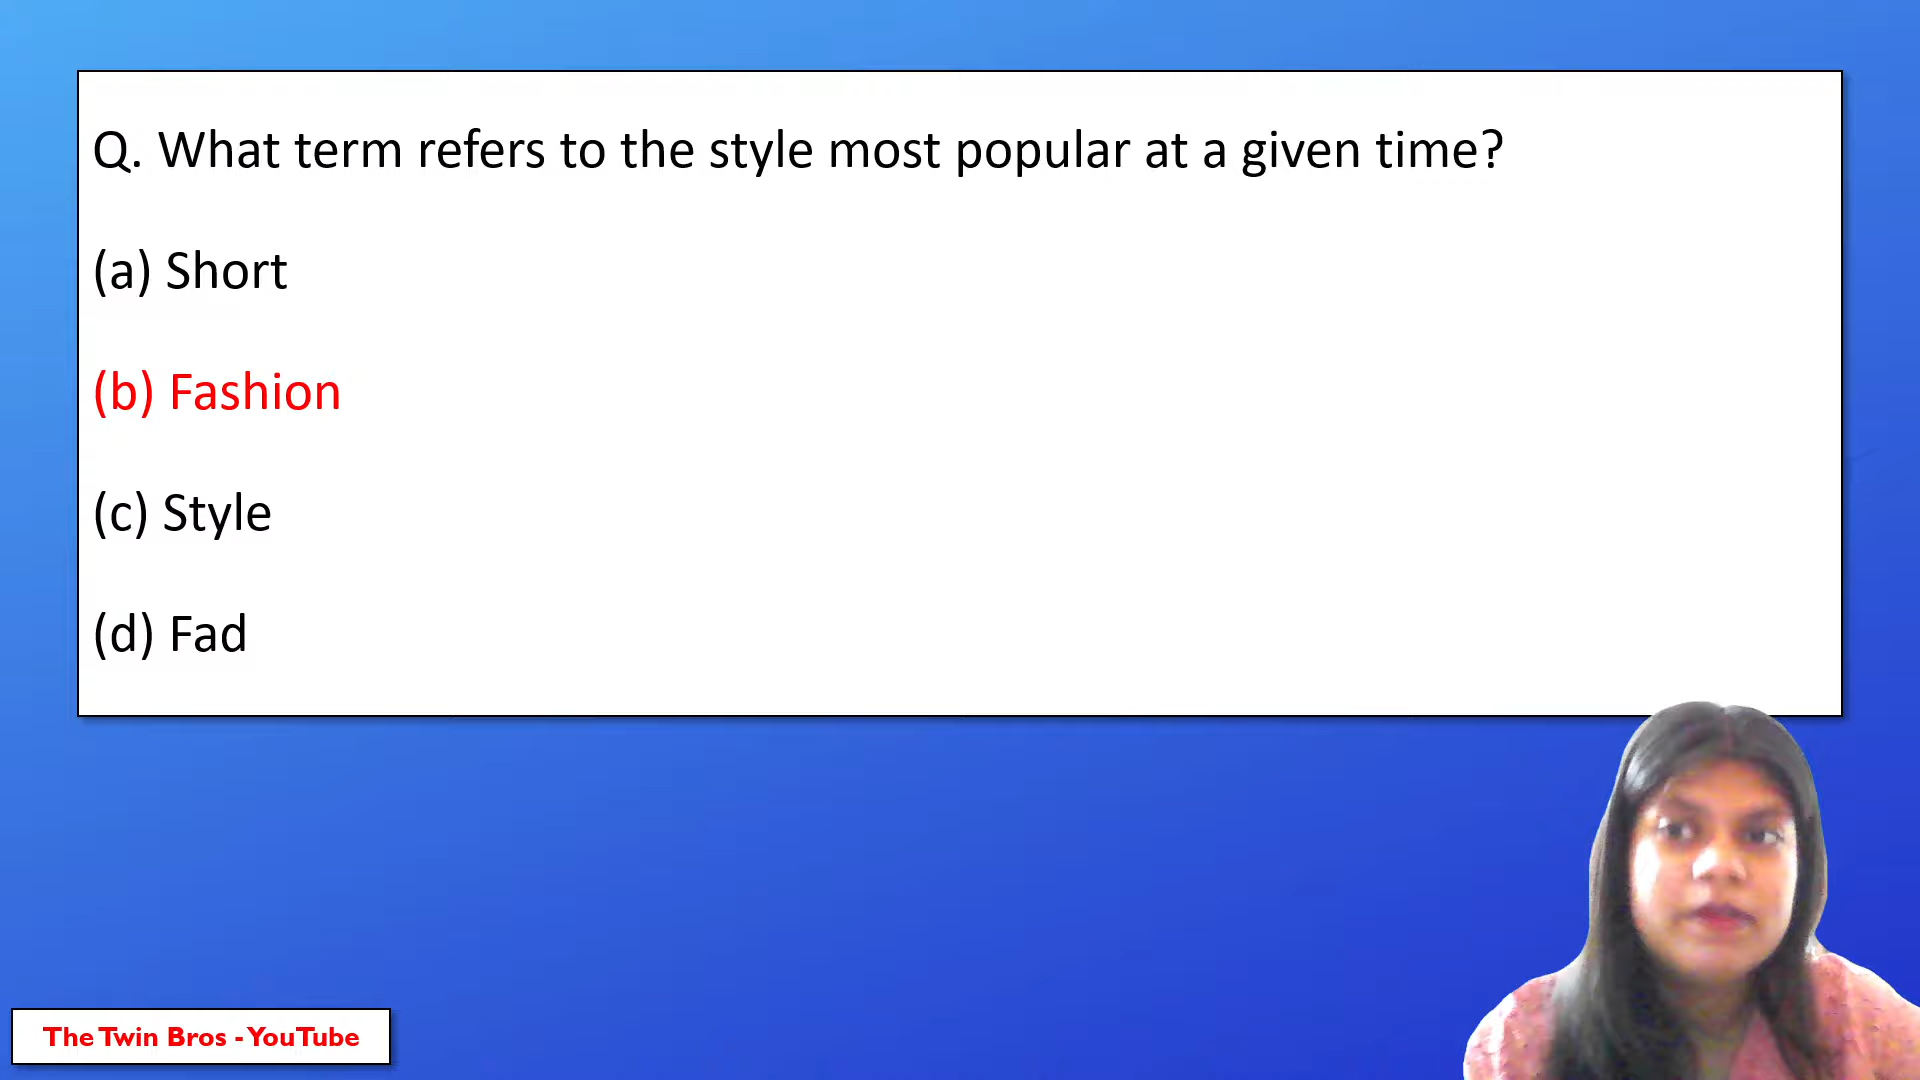 Q. What term refers to the style most popular at a given time?
(a) Short
(b) Fashion
(c) Style
(d) Fad
The Twin Bros - YouTube